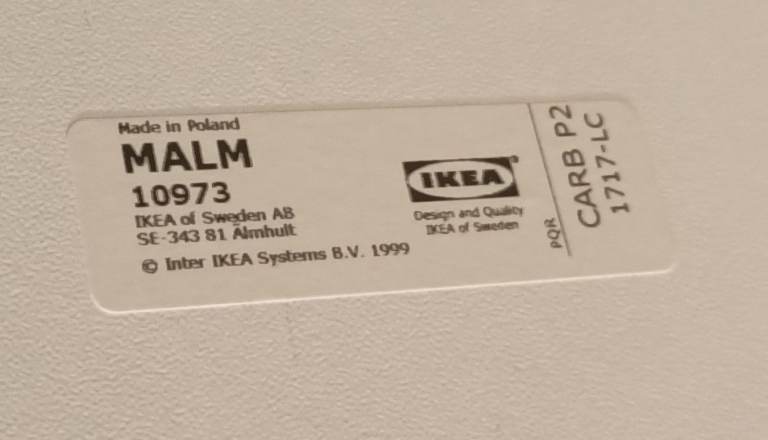 Made in Poland
MALM
10973
IKEA of Sweden AB
SE-343 81 Älmhult
© Inter IKEA Systems B.V. 1999
IKEA®
Design and Quality
IKEA of Sweden
PQR
CARB P2
1717-LC